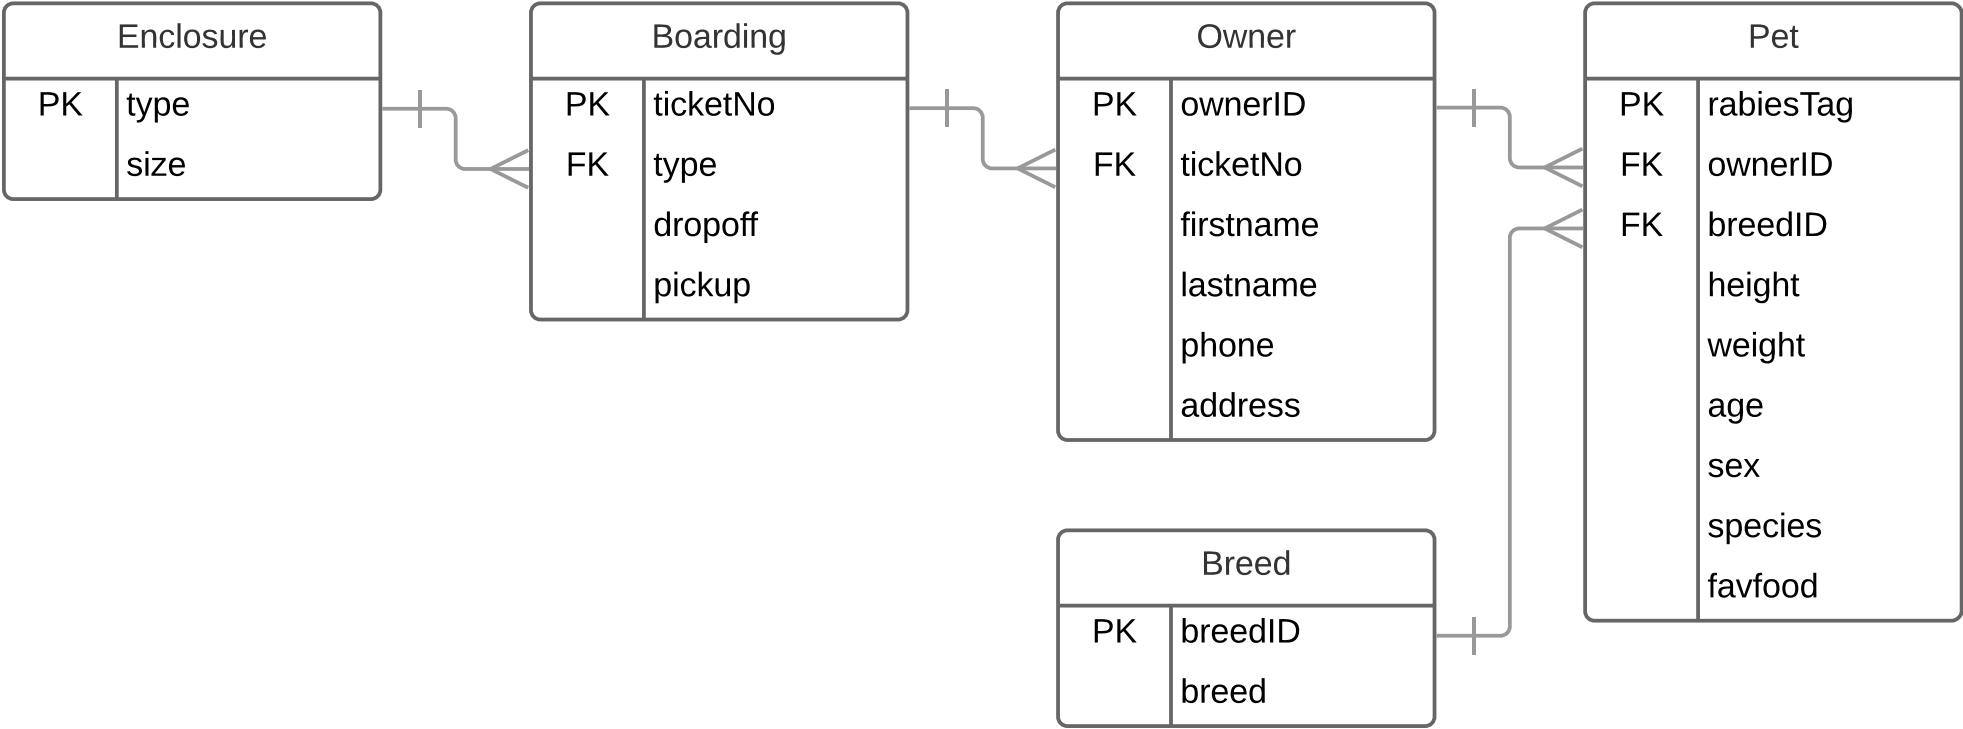 Enclosure
PK type
size
Boarding
PK ticketNo
FK type
dropoff
pickup
Owner
PK ownerID
FK ticketNo
firstname
lastname
phone
address
Pet
PK rabiesTag
FK ownerID
FK breedID
height
weight
age
sex
species
favfood
Breed
PK breedID
breed